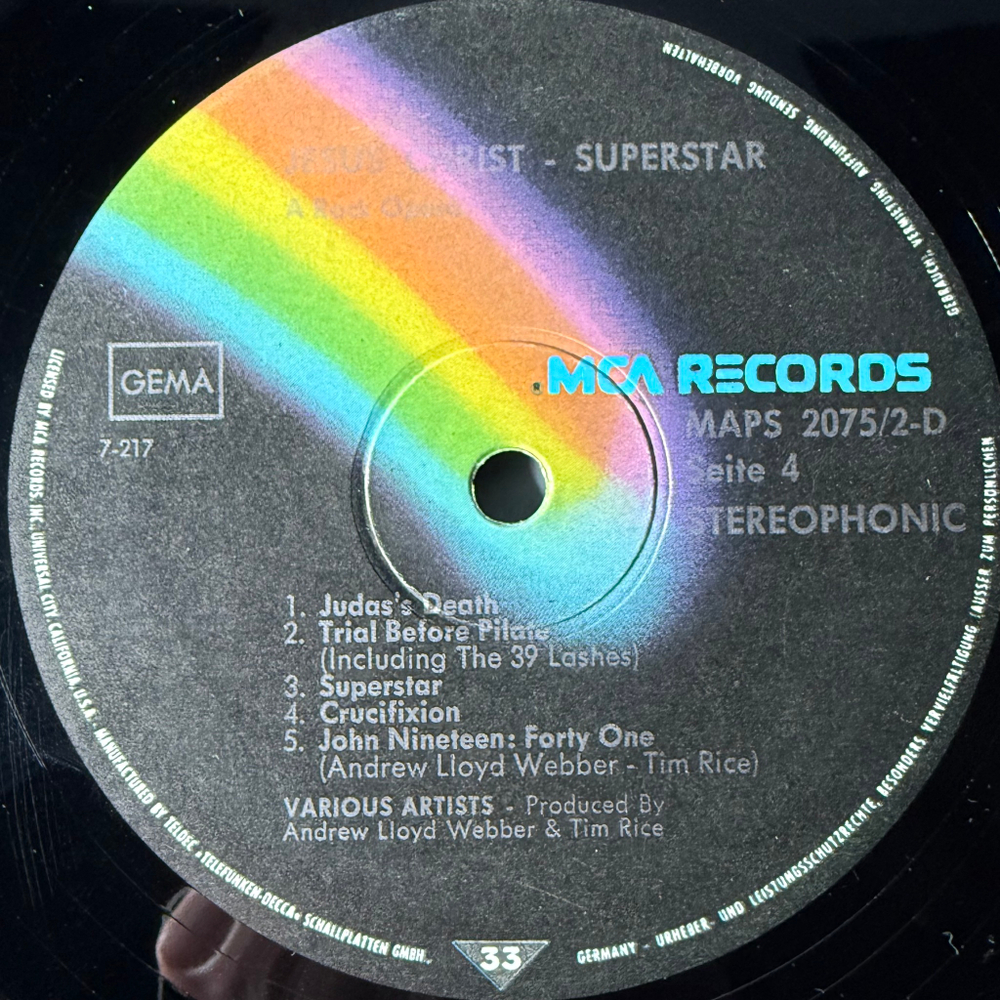 JESUS CHRIST - SUPERSTAR
A Rock Opera
MCA RECORDS
®
MAPS 2075/2-D
Seite 4
STEREOPHONIC
GEMA
7-217
1. Judas's Death
2. Trial Before Pilate
(Including The 39 Lashes)
3. Superstar
4. Crucifixion
5. John Nineteen: Forty One
(Andrew Lloyd Webber - Tim Rice)
VARIOUS ARTISTS - Produced By
Andrew Lloyd Webber & Tim Rice
33
LICENSED BY MCA RECORDS INC. UNIVERSAL CITY, CALIFORNIA, U.S.A. - MANUFACTURED BY TELDEC »TELEFUNKEN-DECCA« SCHALLPLATTEN GMBH.,
GERMANY - URHEBER- UND LEISTUNGSSCHUTZRECHTE, BESONDERS VERVIELFÄLTIGUNG (AUSSER ZUM PERSÖNLICHEN
GEBRAUCH), VERMIETUNG AUFFÜHRUNG, SENDUNG VORBEHALTEN